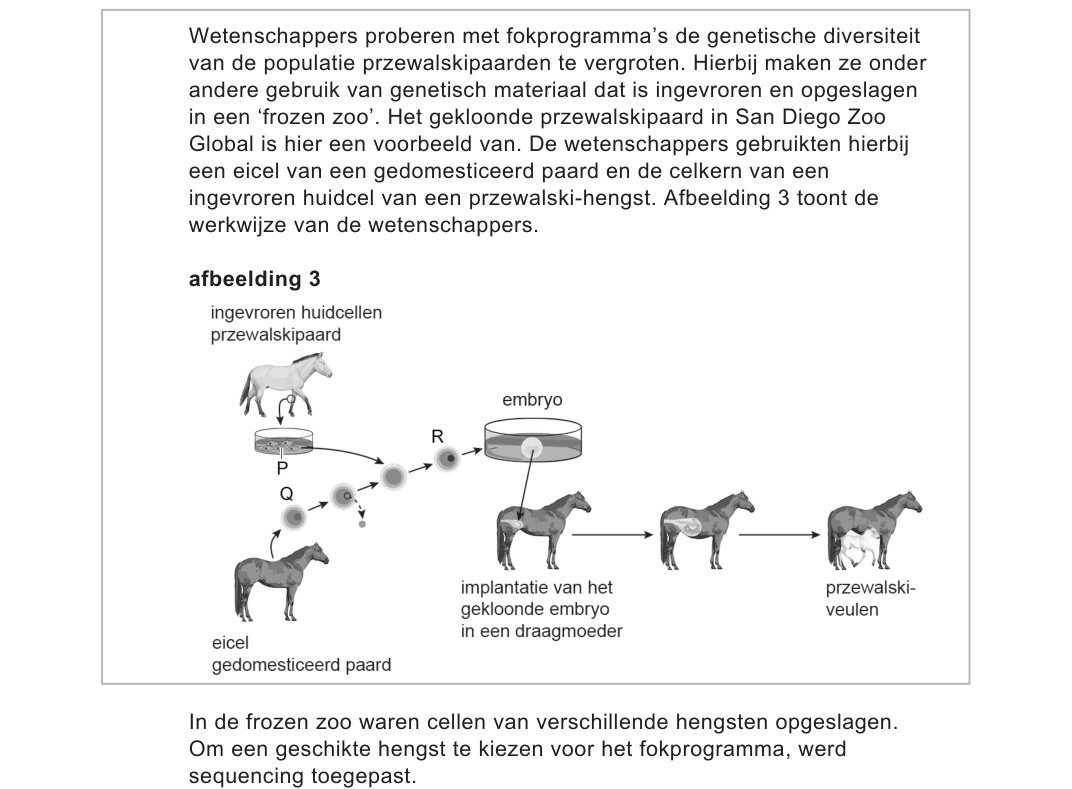 Wetenschappers proberen met fokprogramma’s de genetische diversiteit
van de populatie przewalskipaarden te vergroten. Hierbij maken ze onder
andere gebruik van genetisch materiaal dat is ingevroren en opgeslagen
in een ‘frozen zoo’. Het gekloonde przewalskipaard in San Diego Zoo
Global is hier een voorbeeld van. De wetenschappers gebruikten hierbij
een eicel van een gedomesticeerd paard en de celkern van een
ingevroren huidcel van een przewalski-hengst. Afbeelding 3 toont de
werkwijze van de wetenschappers.
afbeelding 3
ingevroren huidcellen
przewalskipaard
embryo
R
P
Q
implantatie van het
gekloonde embryo
in een draagmoeder
przewalski-
veulen
eicel
gedomesticeerd paard
In de frozen zoo waren cellen van verschillende hengsten opgeslagen.
Om een geschikte hengst te kiezen voor het fokprogramma, werd
sequencing toegepast.